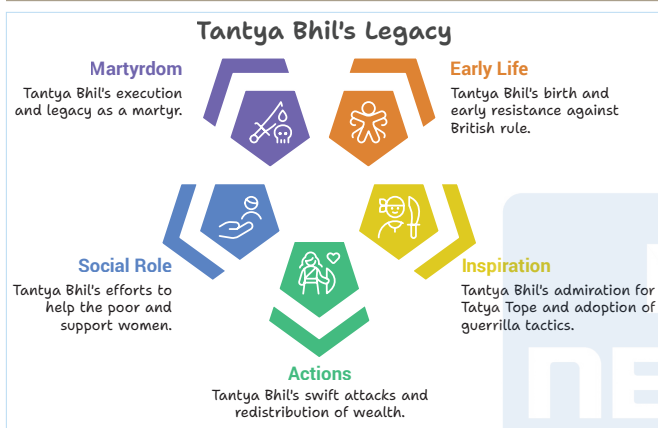 Tantya Bhil's Legacy
Martyrdom
Tantya Bhil's execution
and legacy as a martyr.
Early Life
Tantya Bhil's birth and
early resistance against
British rule.
Social Role
Tantya Bhil's efforts to
help the poor and
support women.
Inspiration
Tantya Bhil's admiration for
Tatya Tope and adoption of
guerrilla tactics.
Actions
Tantya Bhil's swift attacks and
redistribution of wealth.